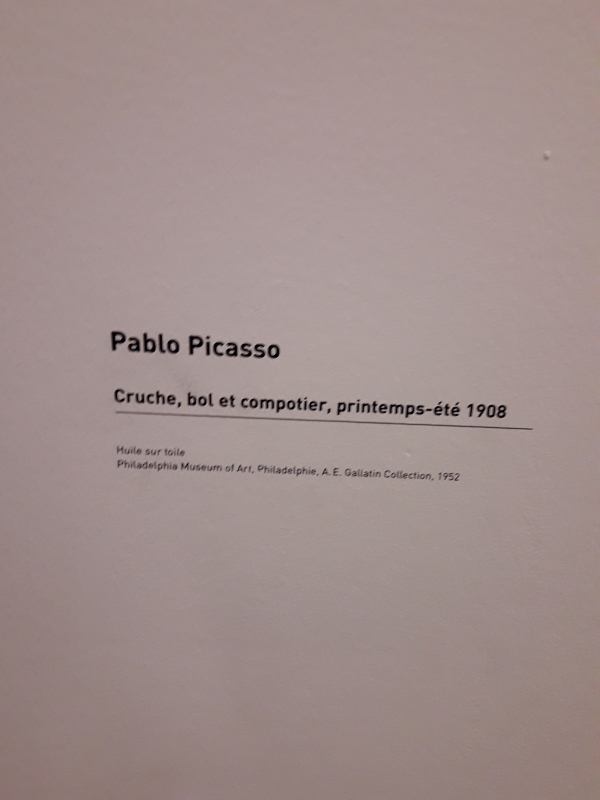 Pablo Picasso
Cruche, bol et compotier, printemps-été 1908
Huile sur toile
Philadelphia Museum of Art, Philadelphie, A.E. Gallatin Collection, 1952